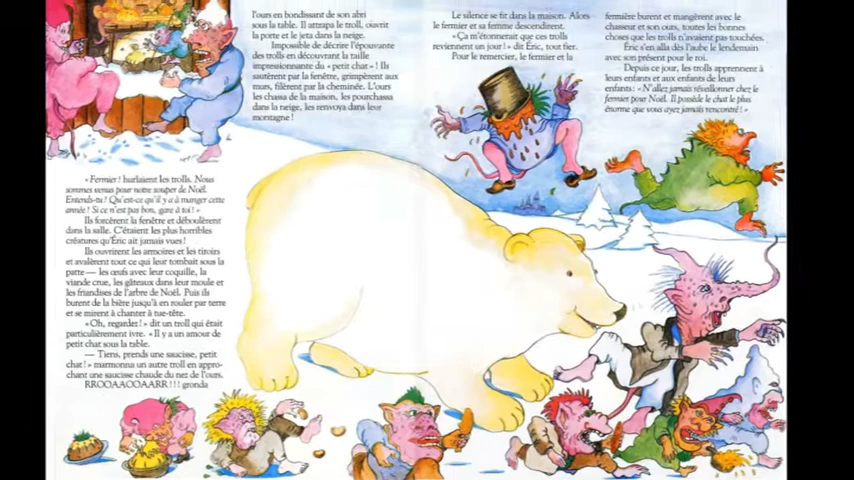 « Fermier ! hurlaient les trolls. Nous
sommes venus pour notre souper de Noël.
Entends-tu ? Qu'est-ce qu'il y a à manger cette
année ? Si ce n'est pas bon, gare à toi ! »
Ils forcèrent la fenêtre et déboulèrent
dans la salle. C'étaient les plus horribles
créatures qu'Éric ait jamais vues !
Ils ouvrirent les armoires et les tiroirs
et avalèrent tout ce qui leur tombait sous la
patte — les œufs avec leur coquille, la
viande crue, les gâteaux dans leur moule et
les friandises de l'arbre de Noël. Puis ils
burent de la bière jusqu'à en rouler par terre
et se mirent à chanter à tue-tête.
« Oh, regardez ! » dit un troll qui était
particulièrement ivre. « Il y a un amour de
petit chat sous la table.
— Tiens, prends une saucisse, petit
chat ! » marmonna un autre troll en appro-
chant une saucisse chaude du nez de l'ours.
RROOAAOOAARR ! ! ! gronda
l'ours en bondissant de son abri
sous la table. Il attrapa le troll, ouvrit
la porte et le jeta dans la neige.
Impossible de décrire l'épouvante
des trolls en découvrant la taille
impressionnante du « petit chat » ! Ils
sautèrent par la fenêtre, grimpèrent aux
murs, filèrent par la cheminée. L'ours
les chassa de la maison, les pourchassa
dans la neige, les renvoya dans leur
montagne !
Le silence se fit dans la maison. Alors
le fermier et sa femme descendirent.
« Ça m'étonnerait que ces trolls
reviennent un jour ! » dit Éric, tout fier.
Pour le remercier, le fermier et la
fermière burent et mangèrent avec le
chasseur et son ours, toutes les bonnes
choses que les trolls n'avaient pas touchées.
Éric s'en alla dès l'aube le lendemain
avec son présent pour le roi.
Depuis ce jour, les trolls apprennent à
leurs enfants et aux enfants de leurs
enfants : « N'allez jamais réveillonner chez le
fermier pour Noël. Il possède le chat le plus
énorme que vous ayez jamais rencontré ! »